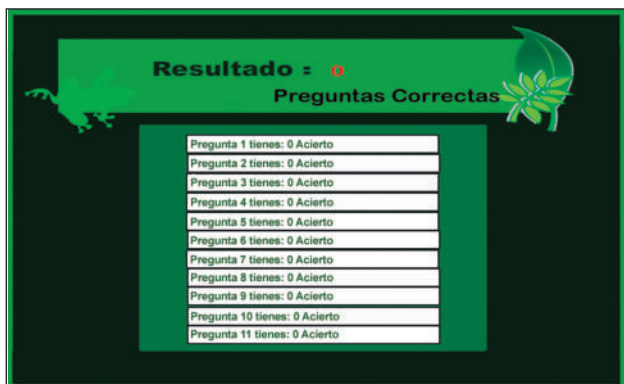 Resultado : 0
Preguntas Correctas
Pregunta 1 tienes: 0 Acierto
Pregunta 2 tienes: 0 Acierto
Pregunta 3 tienes: 0 Acierto
Pregunta 4 tienes: 0 Acierto
Pregunta 5 tienes: 0 Acierto
Pregunta 6 tienes: 0 Acierto
Pregunta 7 tienes: 0 Acierto
Pregunta 8 tienes: 0 Acierto
Pregunta 9 tienes: 0 Acierto
Pregunta 10 tienes: 0 Acierto
Pregunta 11 tienes: 0 Acierto